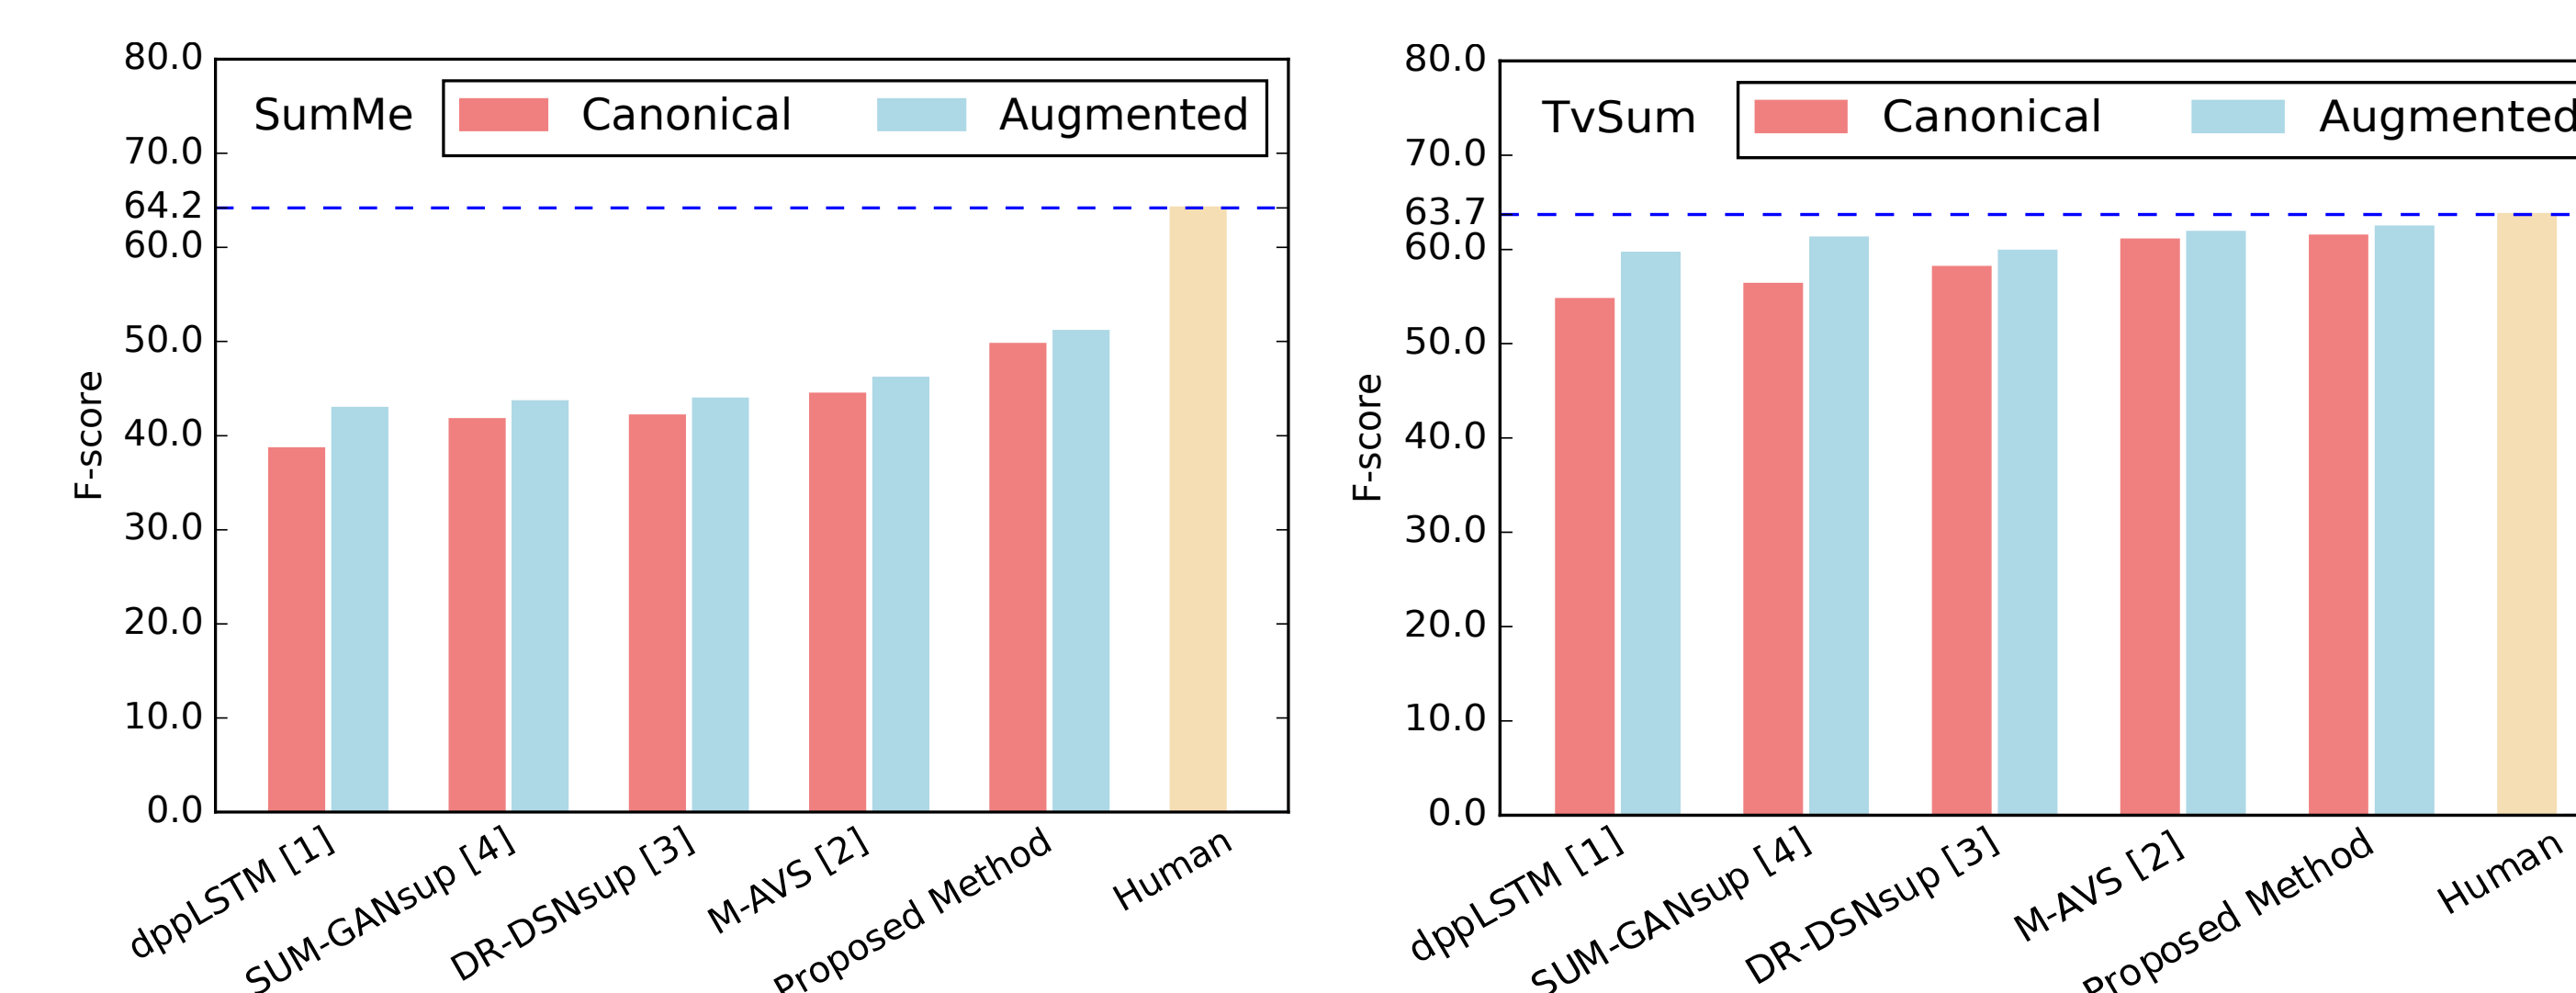 80.0
SumMe Canonical Augmented
70.0
64.2
60.0
50.0
40.0
30.0
20.0
10.0
0.0
F-score
dppLSTM [1]
SUM-GANsup [4]
DR-DSNsup [3]
M-AVS [2]
Proposed Method
Human
80.0
TvSum Canonical Augmented
70.0
63.7
60.0
50.0
40.0
30.0
20.0
10.0
0.0
F-score
dppLSTM [1]
SUM-GANsup [4]
DR-DSNsup [3]
M-AVS [2]
Proposed Method
Human